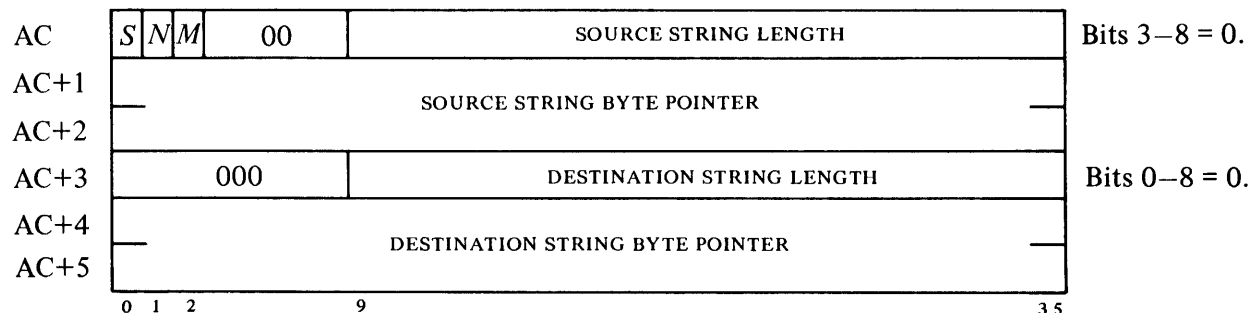 AC S N M 00 SOURCE STRING LENGTH Bits 3–8 = 0.
AC+1
SOURCE STRING BYTE POINTER
AC+2
AC+3 000 DESTINATION STRING LENGTH Bits 0–8 = 0.
AC+4
DESTINATION STRING BYTE POINTER
AC+5
0 1 2 9 35